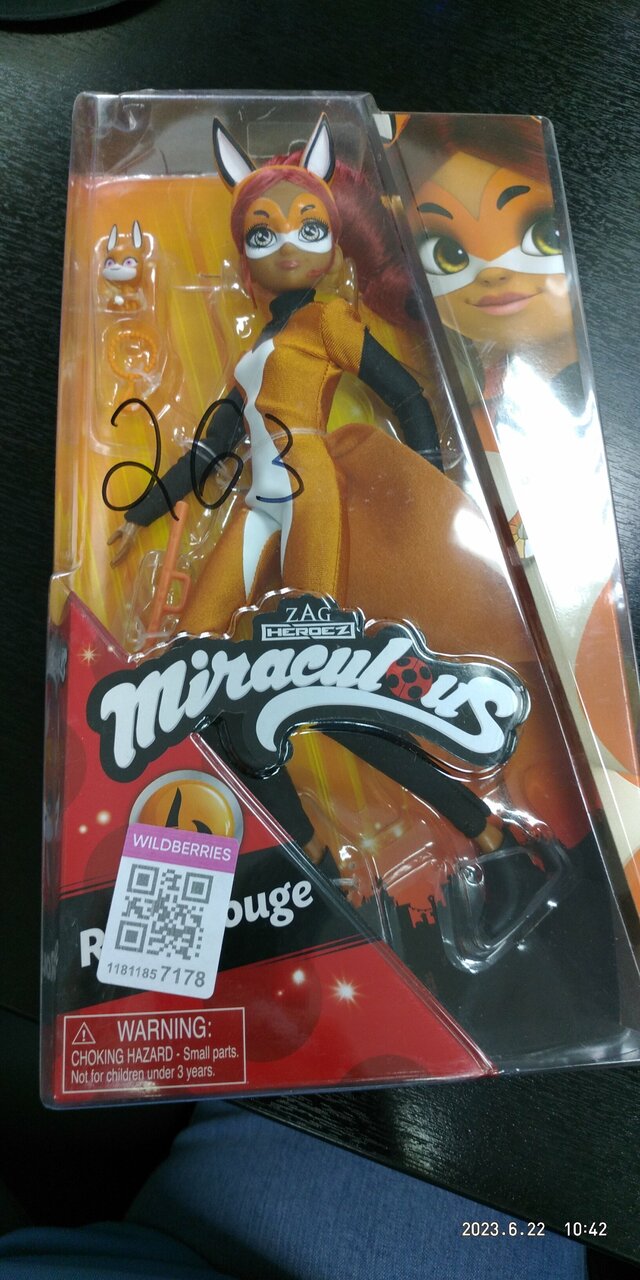 263
ZAG
HEROEZ
Miraculous
WILDBERRIES
11811857178
WARNING:
CHOKING HAZARD - Small parts.
Not for children under 3 years.
2023.6.22 10:42